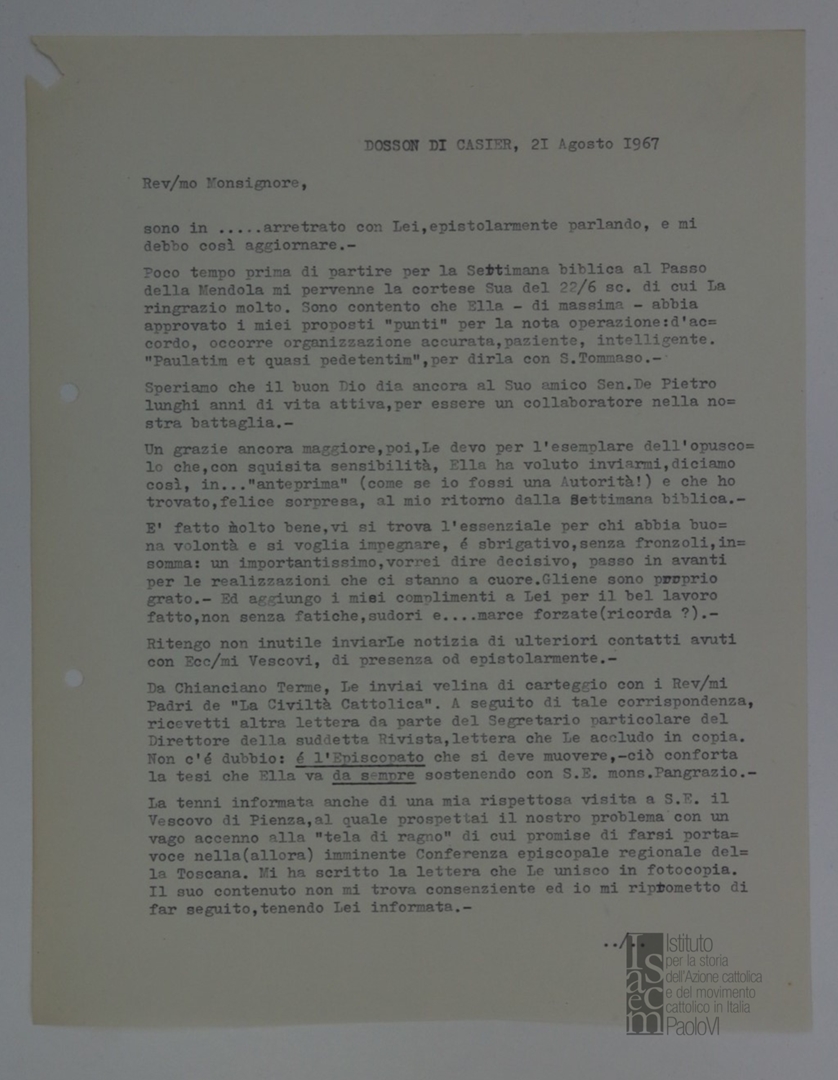 DOSSON DI CASIER, 2I Agosto I967
Rev/mo Monsignore,
sono in .....arretrato con Lei,epistolarmente parlando, e mi
debbo così aggiornare.-
Poco tempo prima di partire per la Settimana biblica al Passo
della Mendola mi pervenne la cortese Sua del 22/6 sc. di cui La
ringrazio molto. Sono contento che Ella - di massima - abbia
approvato i miei proposti "punti" per la nota operazione:d'ac=
cordo, occorre organizzazione accurata,paziente, intelligente.
"Paulatim et quasi pedetentim",per dirla con S.Tommaso.-
Speriamo che il buon Dio dia ancora al Suo amico Sen.De Pietro
lunghi anni di vita attiva,per essere un collaboratore nella no=
stra battaglia.-
Un grazie ancora maggiore,poi,Le devo per l'esemplare dell'opusco=
lo che,con squisita sensibilità, Ella ha voluto inviarmi,diciamo
così, in..."anteprima" (come se io fossi una Autorità!) e che ho
trovato,felice sorpresa, al mio ritorno dalla Settimana biblica.-
E' fatto molto bene,vi si trova l'essenziale per chi abbia buo=
na volontà e si voglia impegnare, é sbrigativo,senza fronzoli,in=
somma: un importantissimo,vorrei dire decisivo, passo in avanti
per le realizzazioni che ci stanno a cuore.Gliene sono proprio
grato.- Ed aggiungo i miei complimenti a Lei per il bel lavoro
fatto,non senza fatiche,sudori e....marce forzate(ricorda ?).-
Ritengo non inutile inviarLe notizia di ulteriori contatti avuti
con Ecc/mi Vescovi, di presenza od epistolarmente.-
Da Chianciano Terme, Le inviai velina di carteggio con i Rev/mi
Padri de "La Civiltà Cattolica". A seguito di tale corrispondenza,
ricevetti altra lettera da parte del Segretario particolare del
Direttore della suddetta Rivista,lettera che Le accludo in copia.
Non c'é dubbio: é l'Episcopato che si deve muovere,-ciò conforta
la tesi che Ella va da sempre sostenendo con S.E. mons.Pangrazio.-
La tenni informata anche di una mia rispettosa visita a S.E. il
Vescovo di Pienza,al quale prospettai il nostro problema con un
vago accenno alla "tela di ragno" di cui promise di farsi porta=
voce nella(allora) imminente Conferenza episcopale regionale del=
la Toscana. Mi ha scritto la lettera che Le unisco in fotocopia.
Il suo contenuto non mi trova consenziente ed io mi riprometto di
far seguito,tenendo Lei informata.-
../..
Isacem
Istituto
per la storia
dell'Azione cattolica
e del movimento
cattolico in Italia
PaoloVI